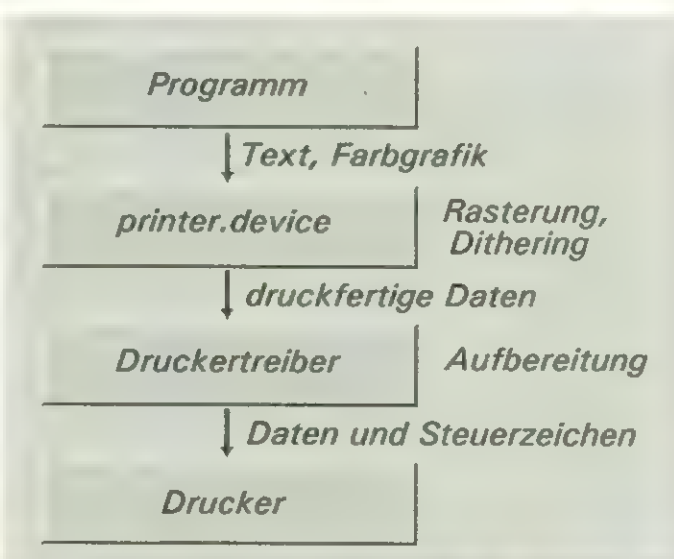 Programm
Text, Farbgrafik
printer.device
Rasterung,
Dithering
druckfertige Daten
Druckertreiber
Aufbereitung
Daten und Steuerzeichen
Drucker